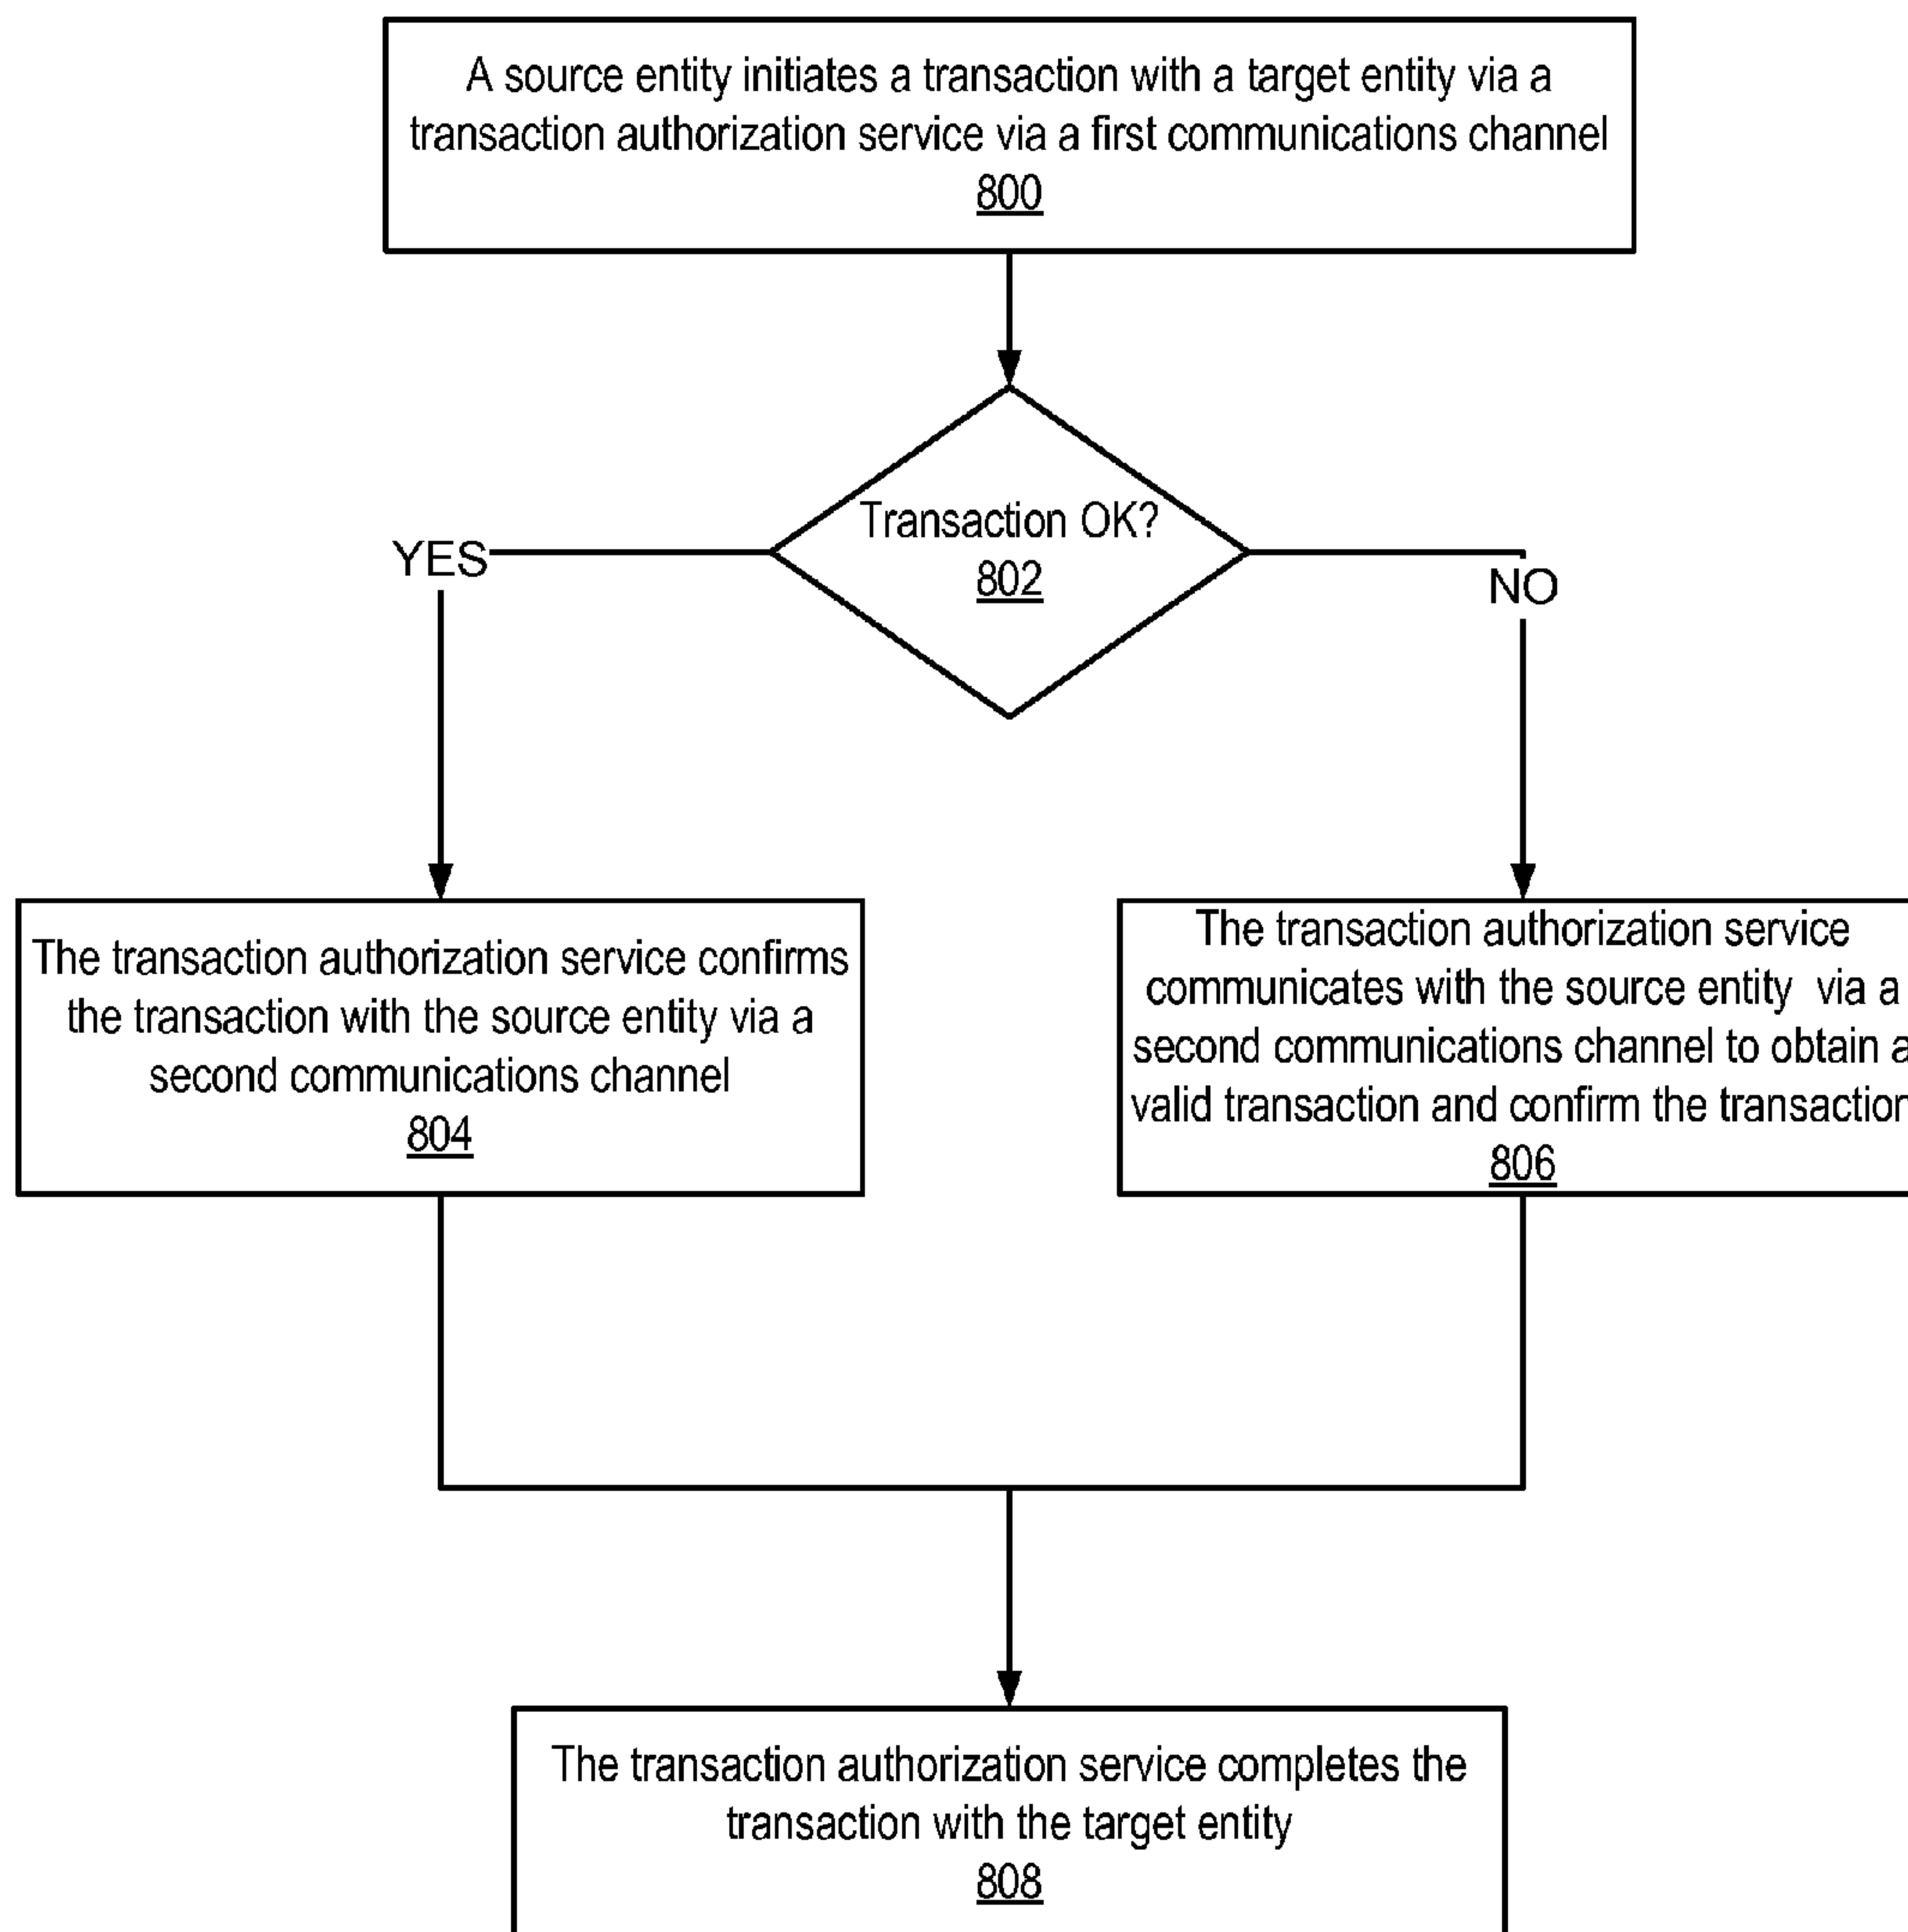 A source entity initiates a transaction with a target entity via a
transaction authorization service via a first communications channel
800
Transaction OK?
802
YES
NO
The transaction authorization service confirms
the transaction with the source entity via a
second communications channel
804
The transaction authorization service
communicates with the source entity via a
second communications channel to obtain a
valid transaction and confirm the transaction
806
The transaction authorization service completes the
transaction with the target entity
808